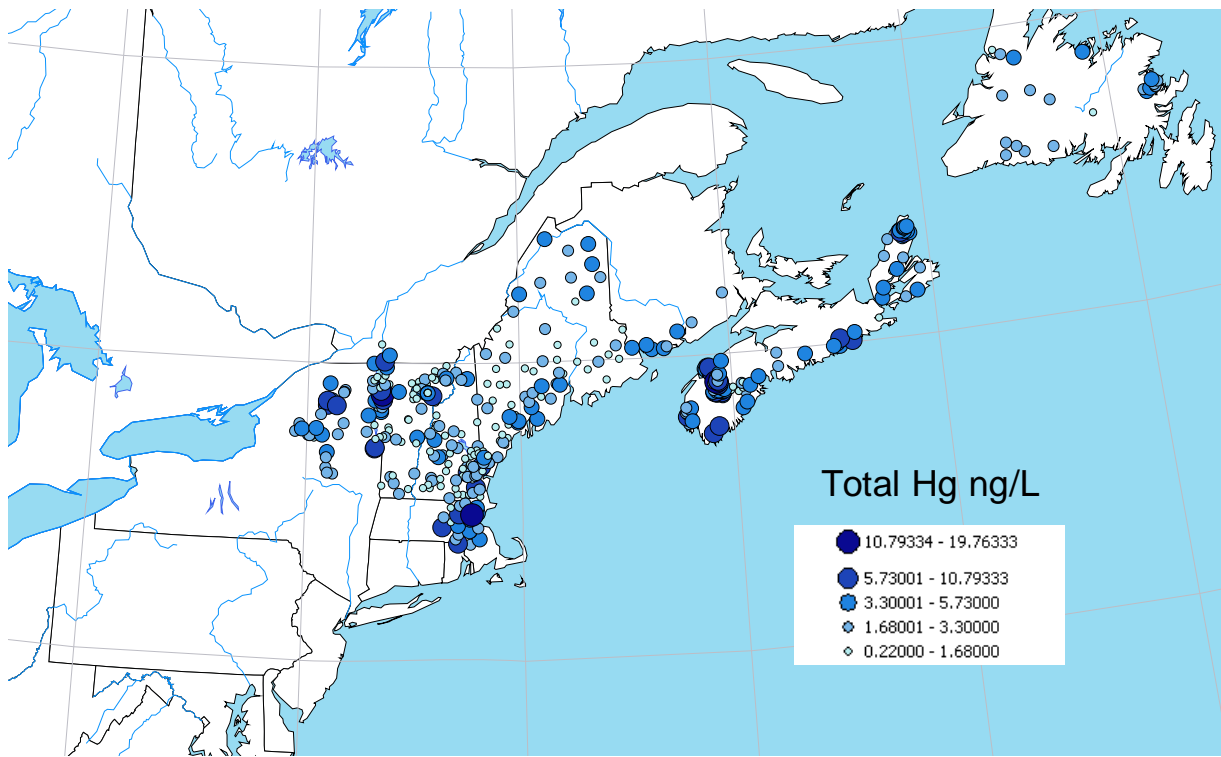 Total Hg ng/L
10.79334 - 19.76333
5.73001 - 10.79333
3.30001 - 5.73000
1.68001 - 3.30000
0.22000 - 1.68000